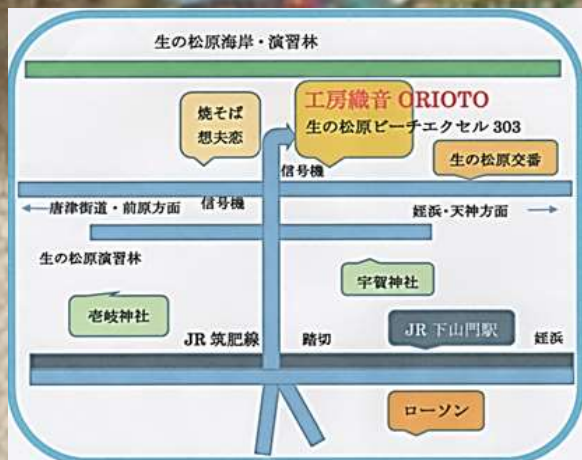 生の松原海岸・演習林
工房織音 ORIOTO
生の松原ビーチエクセル 303
焼そば
想夫恋
信号機
生の松原交番
唐津街道・前原方面
信号機
姪浜・天神方面
生の松原演習林
宇賀神社
壱岐神社
JR 筑肥線
踏切
JR 下山門駅
姪浜
ローソン